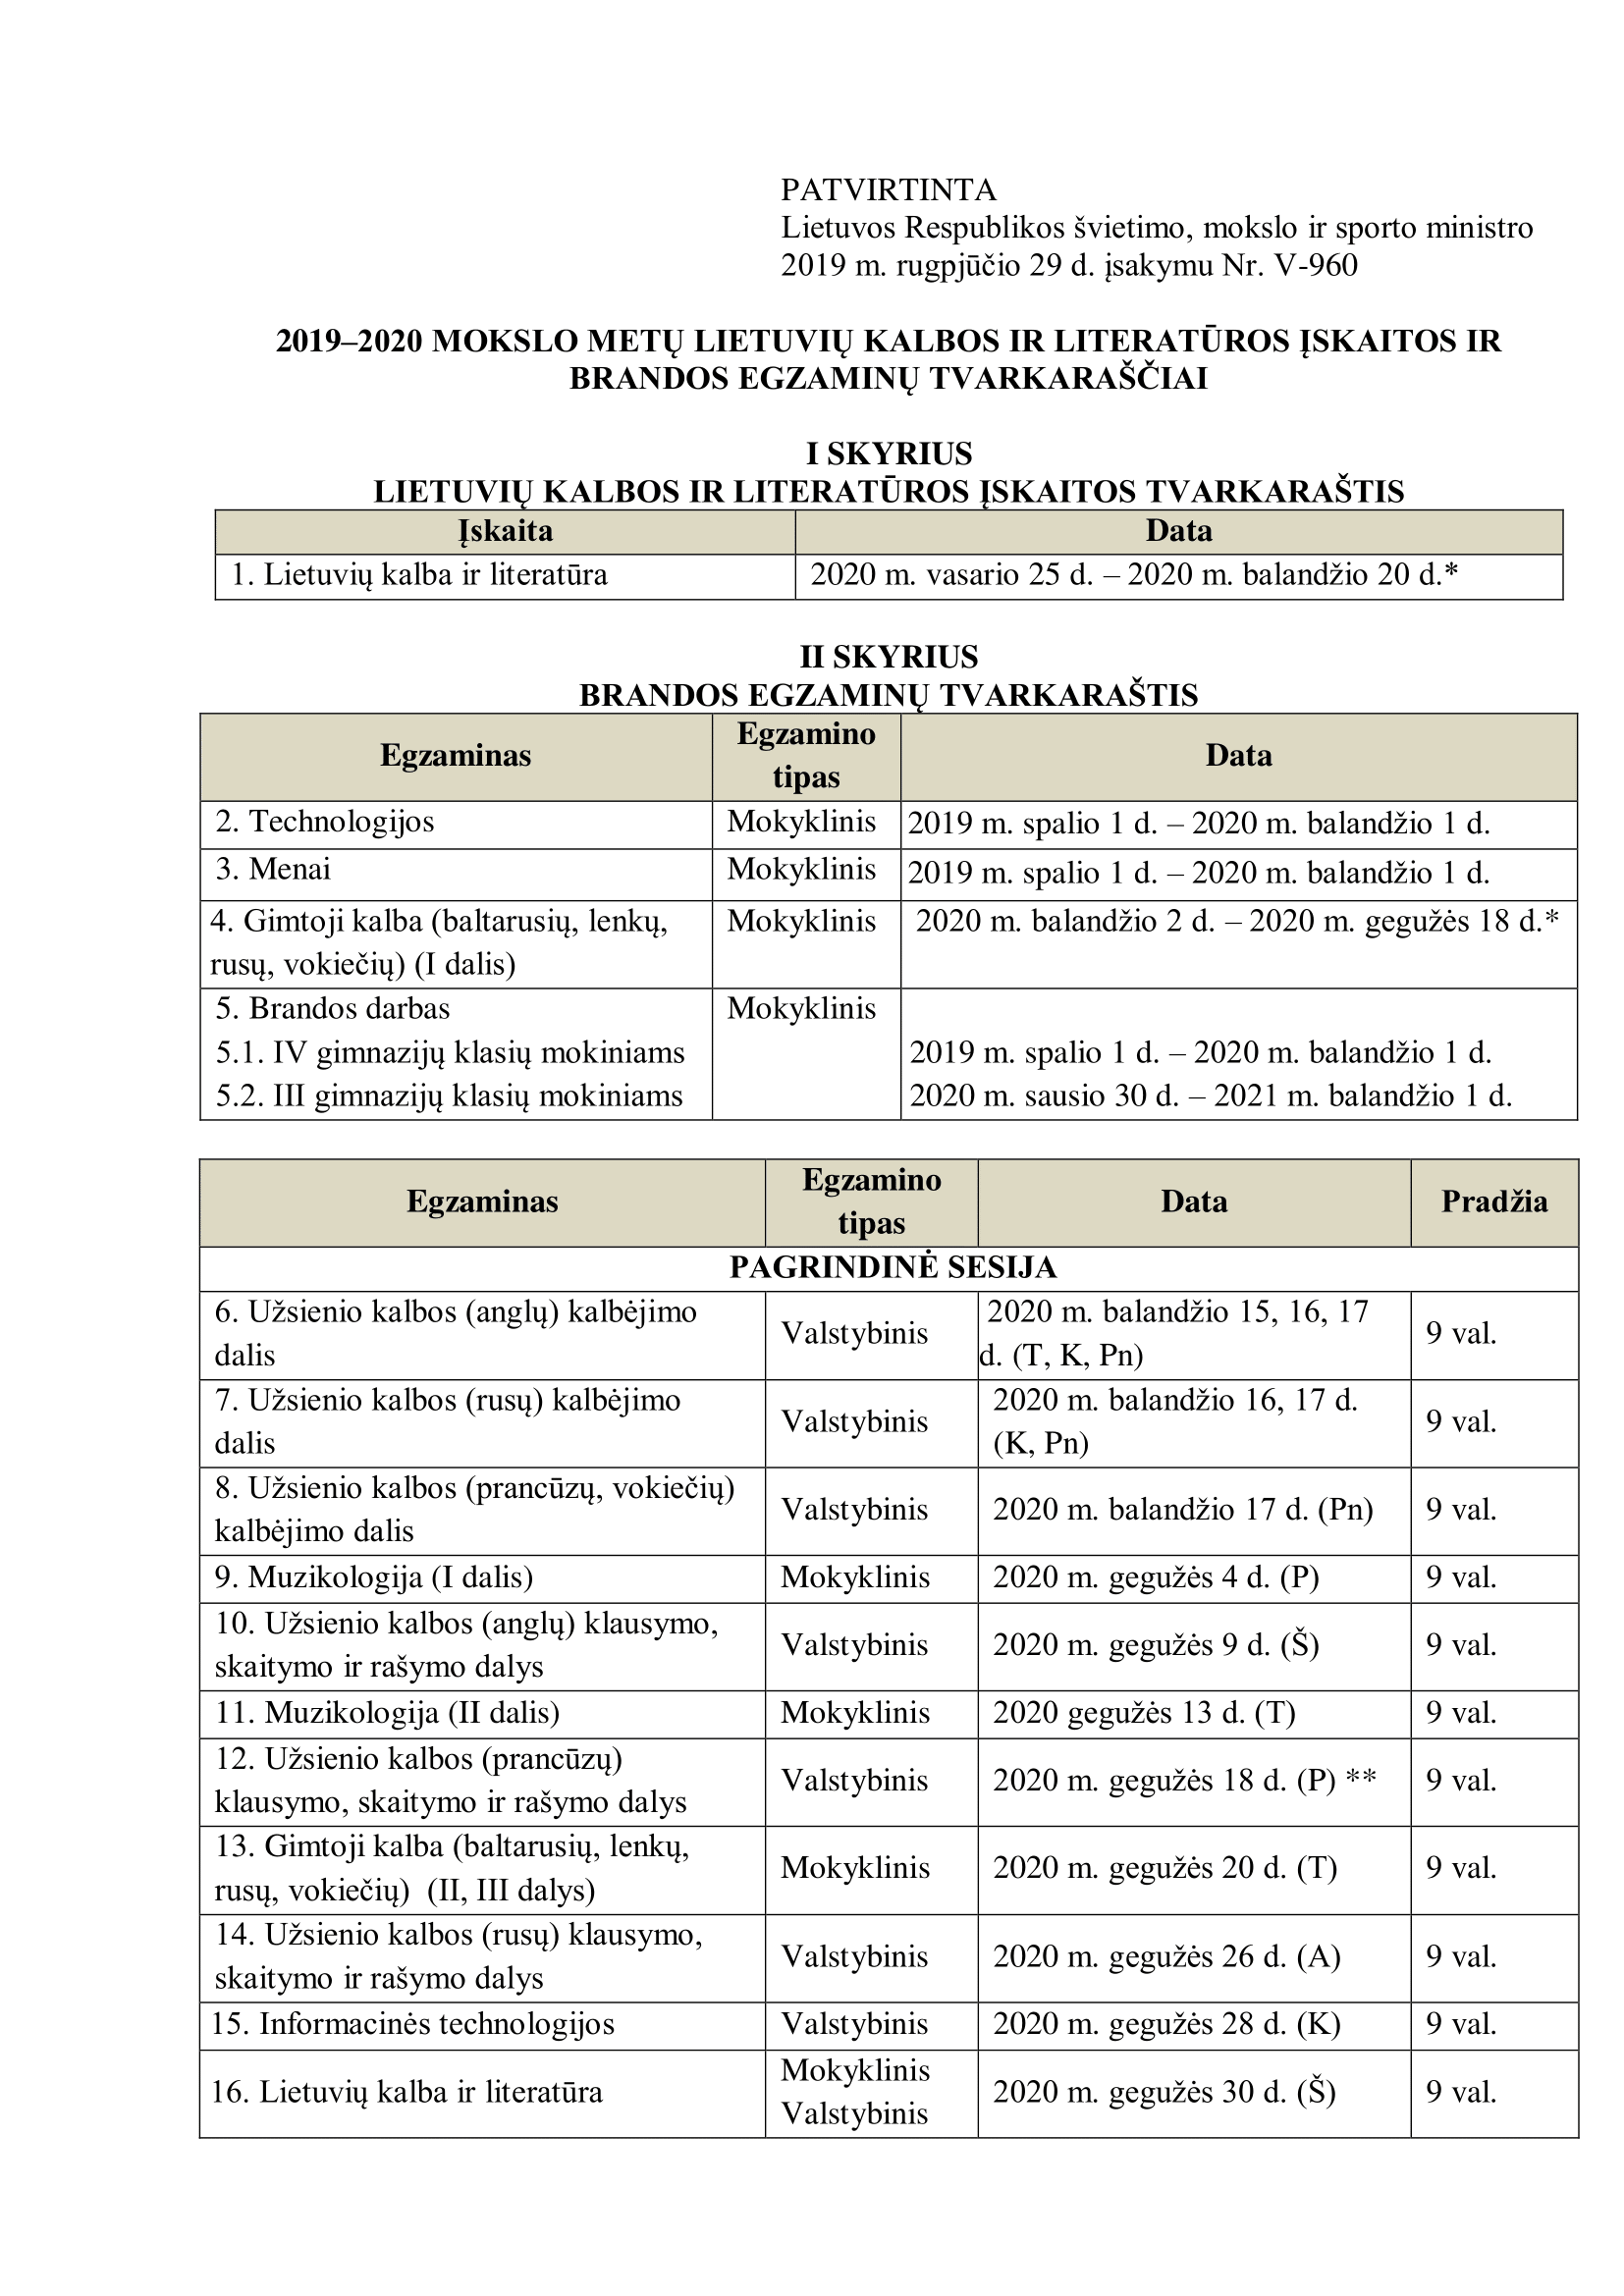 PATVIRTINTA
Lietuvos Respublikos švietimo, mokslo ir sporto ministro
2019 m. rugpjūčio 29 d. įsakymu Nr. V-960
2019–2020 MOKSLO METŲ LIETUVIŲ KALBOS IR LITERATŪROS ĮSKAITOS IR
BRANDOS EGZAMINŲ TVARKARAŠČIAI
I SKYRIUS
LIETUVIŲ KALBOS IR LITERATŪROS ĮSKAITOS TVARKARAŠTIS
Įskaita Data
1. Lietuvių kalba ir literatūra 2020 m. vasario 25 d. – 2020 m. balandžio 20 d.*
II SKYRIUS
BRANDOS EGZAMINŲ TVARKARAŠTIS
Egzaminas Egzamino tipas Data
2. Technologijos Mokyklinis 2019 m. spalio 1 d. – 2020 m. balandžio 1 d.
3. Menai Mokyklinis 2019 m. spalio 1 d. – 2020 m. balandžio 1 d.
4. Gimtoji kalba (baltarusių, lenkų, Mokyklinis 2020 m. balandžio 2 d. – 2020 m. gegužės 18 d.*
rusų, vokiečių) (I dalis)
5. Brandos darbas Mokyklinis
5.1. IV gimnazijų klasių mokiniams 2019 m. spalio 1 d. – 2020 m. balandžio 1 d.
5.2. III gimnazijų klasių mokiniams 2020 m. sausio 30 d. – 2021 m. balandžio 1 d.
Egzaminas Egzamino tipas Data Pradžia
PAGRINDINĖ SESIJA
6. Užsienio kalbos (anglų) kalbėjimo
dalis Valstybinis 2020 m. balandžio 15, 16, 17
d. (T, K, Pn) 9 val.
7. Užsienio kalbos (rusų) kalbėjimo
dalis Valstybinis 2020 m. balandžio 16, 17 d.
(K, Pn) 9 val.
8. Užsienio kalbos (prancūzų, vokiečių)
kalbėjimo dalis Valstybinis 2020 m. balandžio 17 d. (Pn) 9 val.
9. Muzikologija (I dalis) Mokyklinis 2020 m. gegužės 4 d. (P) 9 val.
10. Užsienio kalbos (anglų) klausymo,
skaitymo ir rašymo dalys Valstybinis 2020 m. gegužės 9 d. (Š) 9 val.
11. Muzikologija (II dalis) Mokyklinis 2020 gegužės 13 d. (T) 9 val.
12. Užsienio kalbos (prancūzų)
klausymo, skaitymo ir rašymo dalys Valstybinis 2020 m. gegužės 18 d. (P) ** 9 val.
13. Gimtoji kalba (baltarusių, lenkų,
rusų, vokiečių) (II, III dalys) Mokyklinis 2020 m. gegužės 20 d. (T) 9 val.
14. Užsienio kalbos (rusų) klausymo,
skaitymo ir rašymo dalys Valstybinis 2020 m. gegužės 26 d. (A) 9 val.
15. Informacinės technologijos Valstybinis 2020 m. gegužės 28 d. (K) 9 val.
16. Lietuvių kalba ir literatūra Mokyklinis
Valstybinis 2020 m. gegužės 30 d. (Š) 9 val.